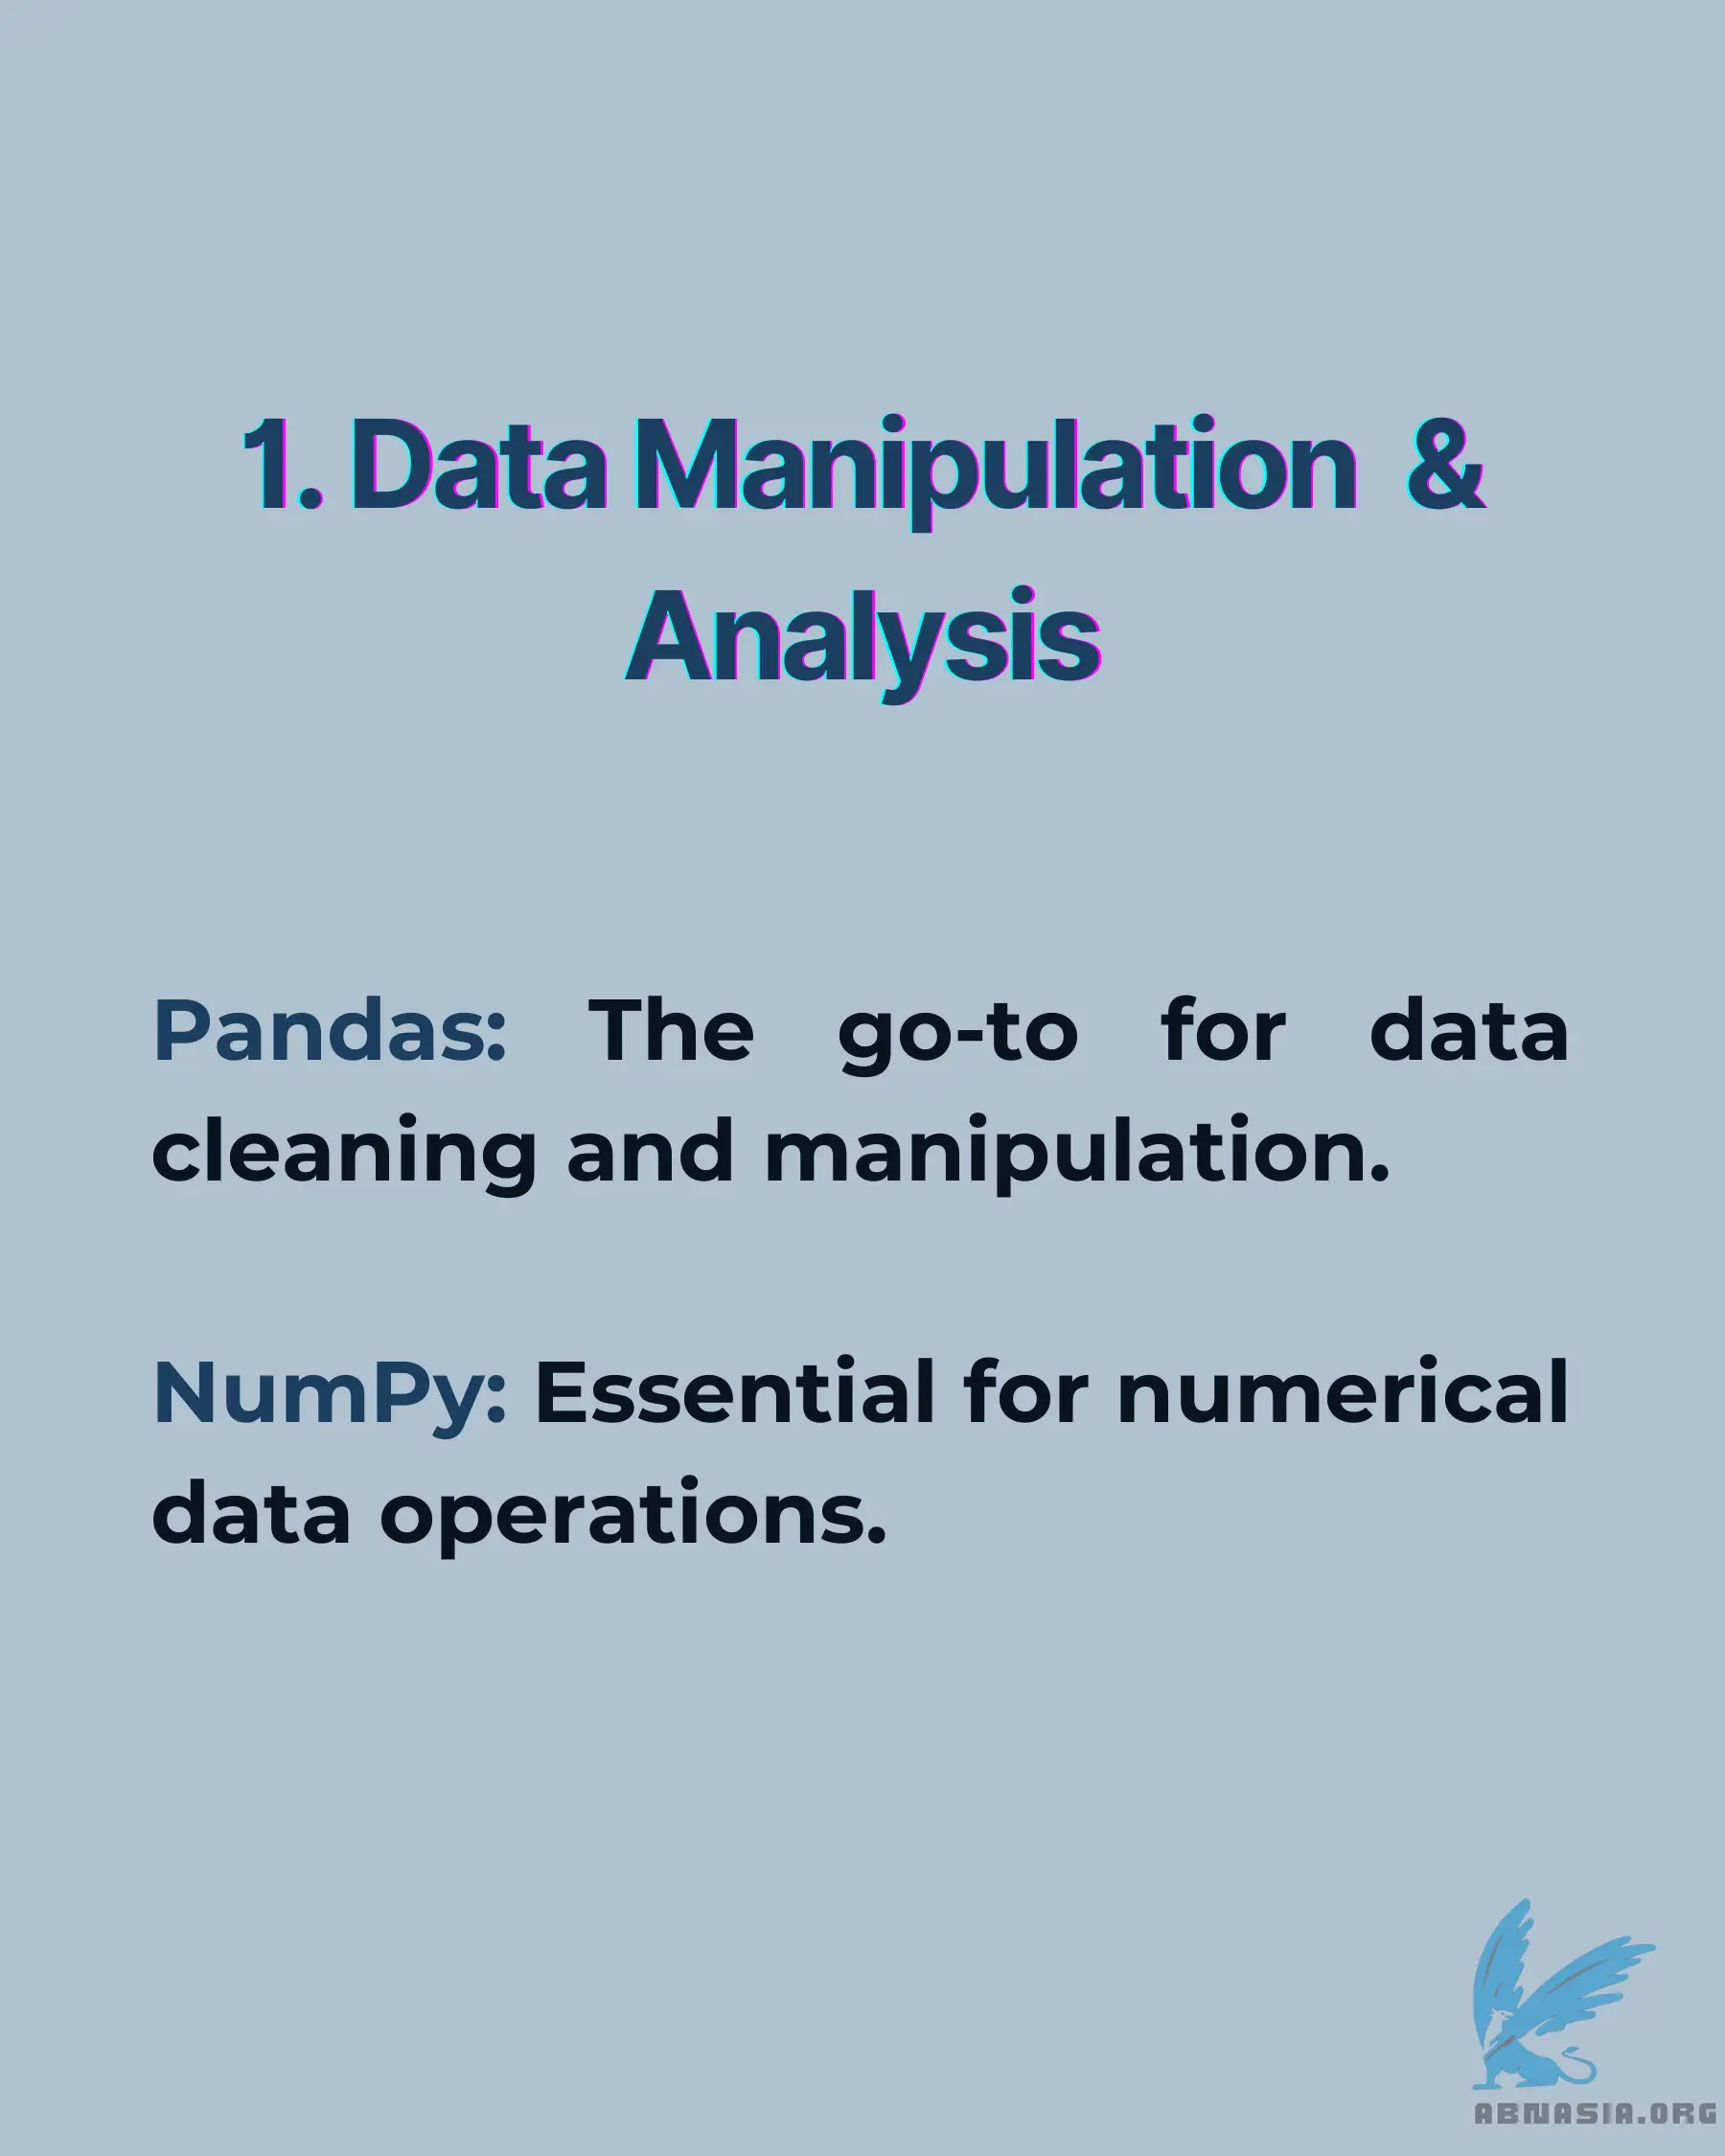 1. Data Manipulation &
Analysis
Pandas: The go-to for data
cleaning and manipulation.
NumPy: Essential for numerical
data operations.
ABNASIA.ORG